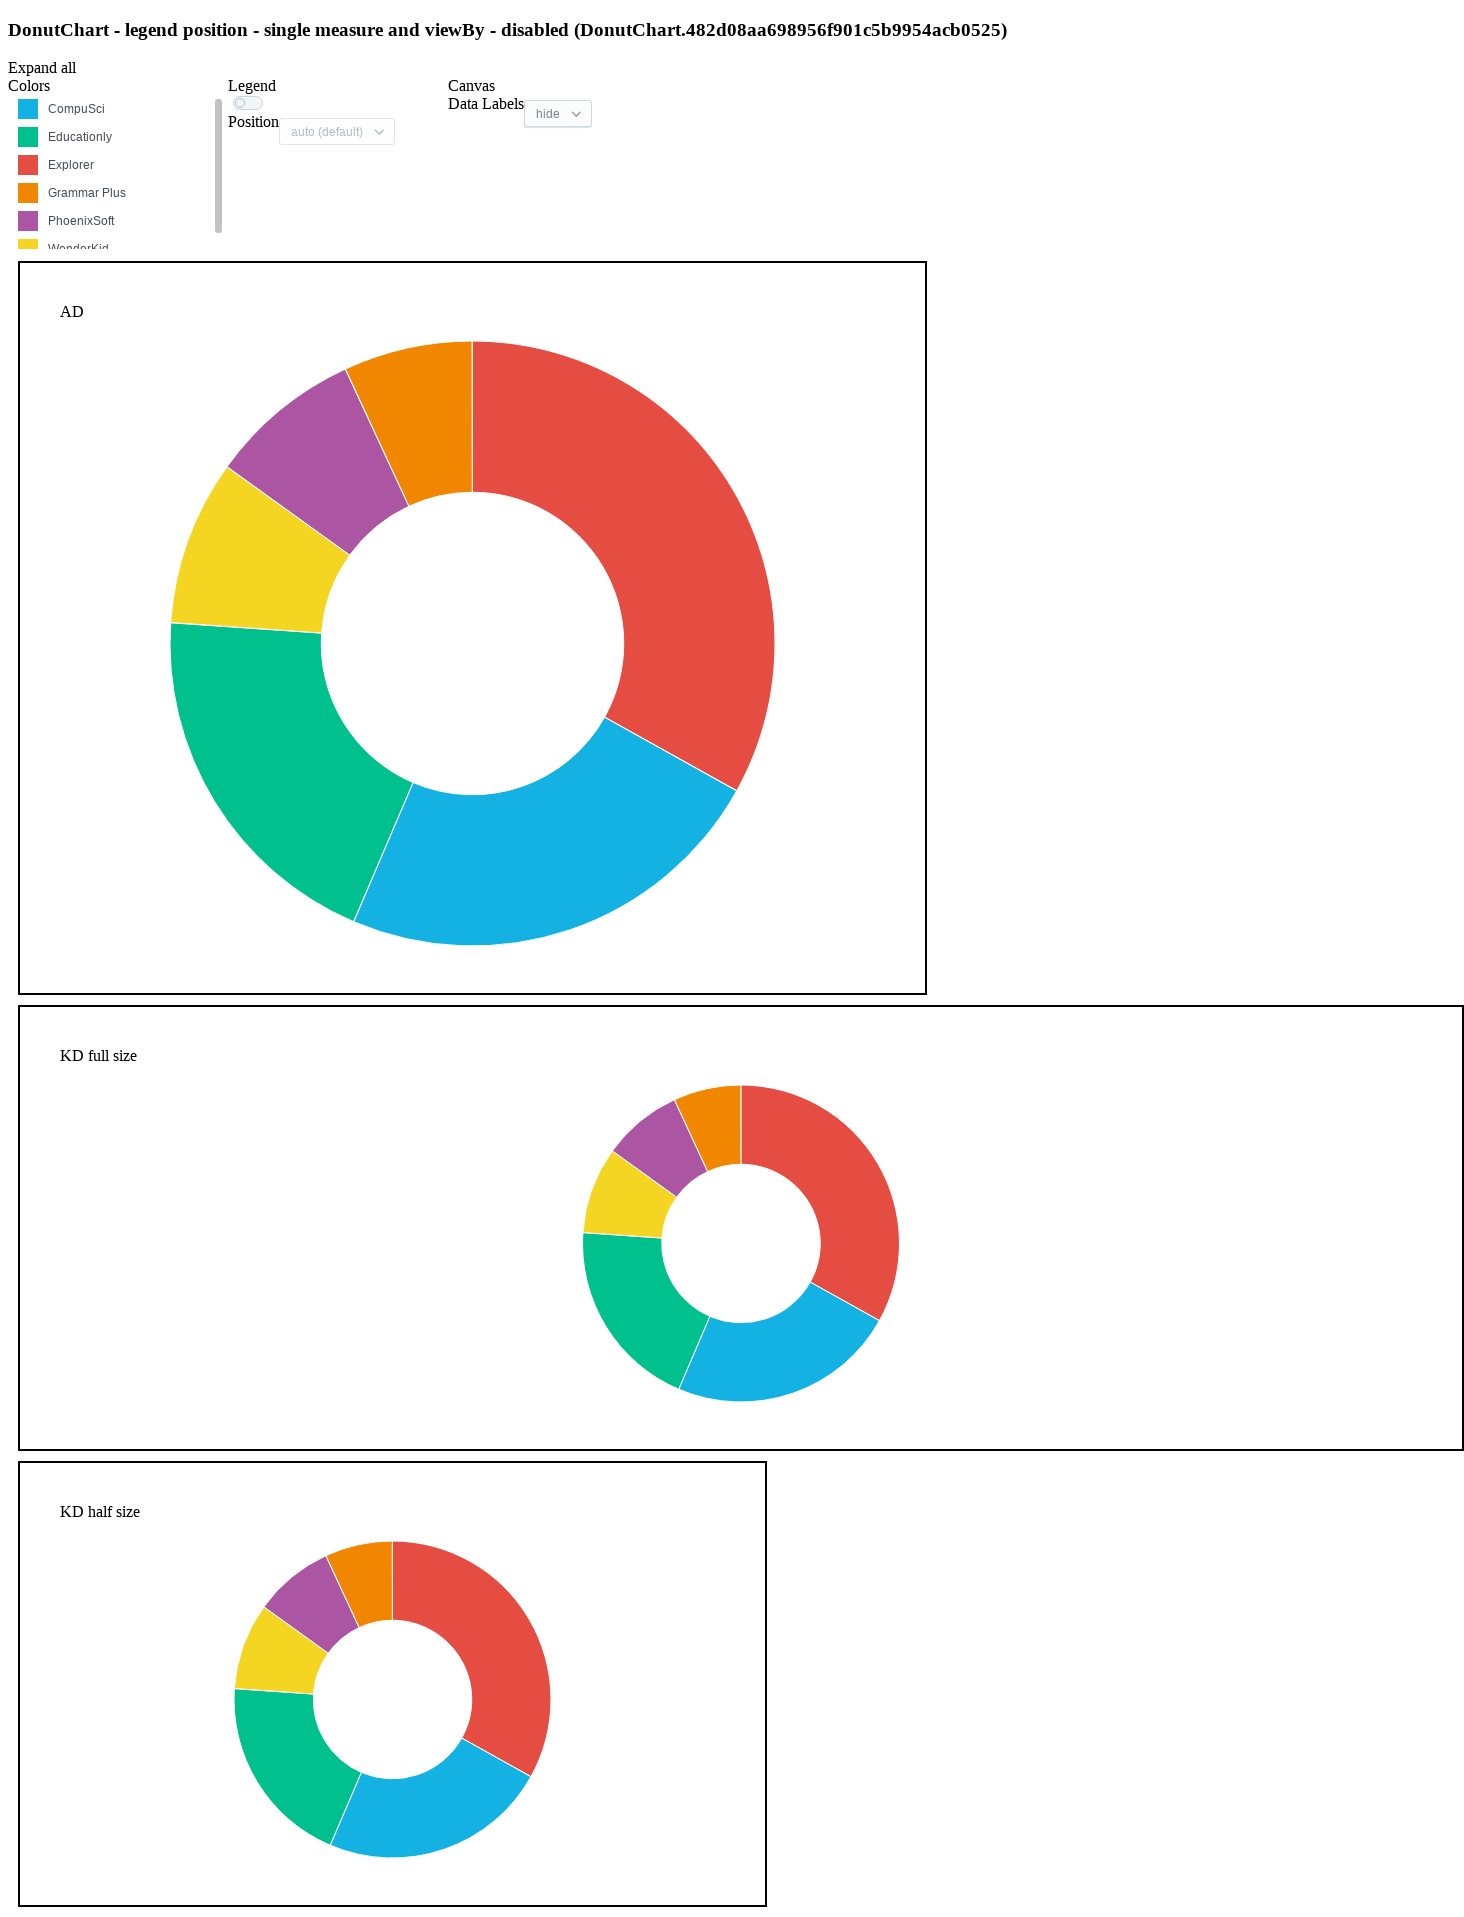 DonutChart - legend position - single measure and viewBy - disabled (DonutChart.482d08aa698956f901c5b9954acb0525)
Expand all
Colors
CompuSci
Educationly
Explorer
Grammar Plus
PhoenixSoft
WonderKid
Legend
Position
auto (default)
Canvas
Data Labels
hide
AD
KD full size
KD half size